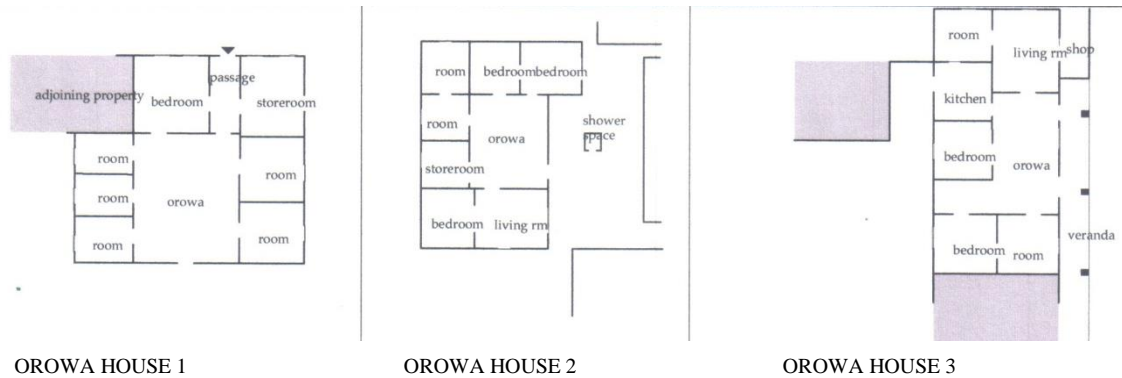 passage
adjoining property
bedroom
storeroom
room
room
room
orowa
room
room
OROWA HOUSE 1
room
bedroom
bedroom
room
shower
space
orowa
storeroom
bedroom
living rm
OROWA HOUSE 2
room
living rm
shop
kitchen
bedroom
orowa
veranda
bedroom
room
OROWA HOUSE 3